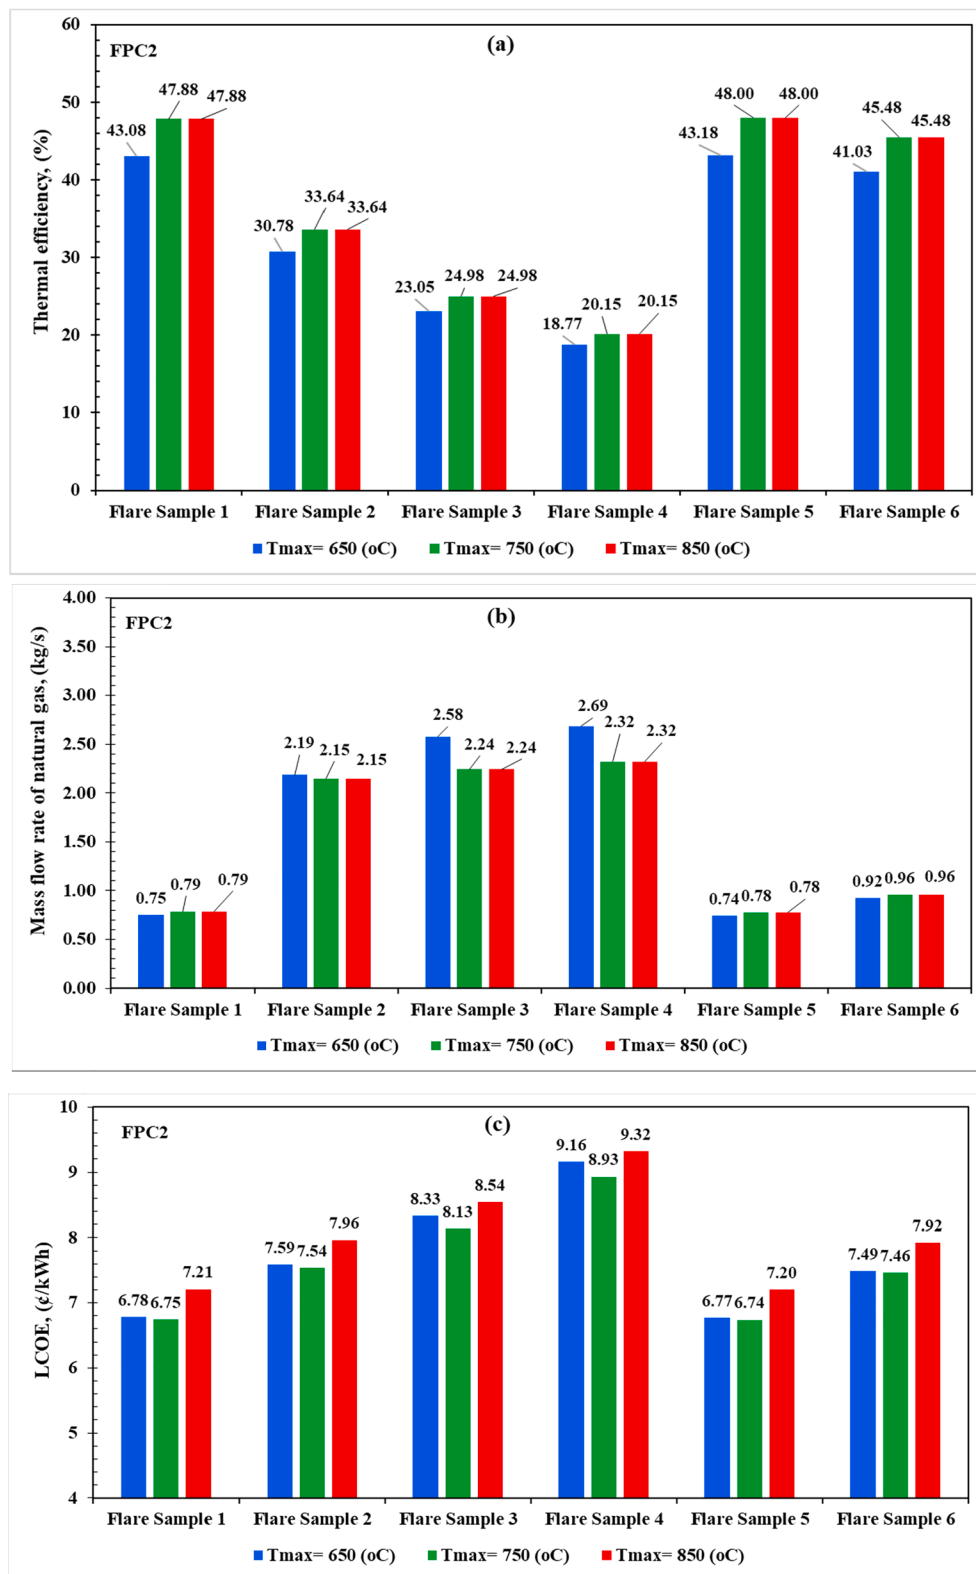 FPC2
(a)
60
50
40
30
20
10
0
Thermal efficiency, (%)
43.08 47.88 47.88
30.78 33.64 33.64
23.05 24.98 24.98
18.77 20.15 20.15
43.18 48.00 48.00
41.03 45.48 45.48
Flare Sample 1 Flare Sample 2 Flare Sample 3 Flare Sample 4 Flare Sample 5 Flare Sample 6
Tmax= 650 (oC) Tmax= 750 (oC) Tmax= 850 (oC)
FPC2
(b)
4.00
3.50
3.00
2.50
2.00
1.50
1.00
0.50
0.00
Mass flow rate of natural gas, (kg/s)
0.75 0.79 0.79
2.19 2.15 2.15
2.58 2.24 2.24
2.69 2.32 2.32
0.74 0.78 0.78
0.92 0.96 0.96
Flare Sample 1 Flare Sample 2 Flare Sample 3 Flare Sample 4 Flare Sample 5 Flare Sample 6
Tmax= 650 (oC) Tmax= 750 (oC) Tmax= 850 (oC)
FPC2
(c)
10
9
8
7
6
5
4
LCOE, (¢/kWh)
6.78 6.75 7.21
7.59 7.54 7.96
8.33 8.13 8.54
9.16 8.93 9.32
6.77 6.74 7.20
7.49 7.46 7.92
Flare Sample 1 Flare Sample 2 Flare Sample 3 Flare Sample 4 Flare Sample 5 Flare Sample 6
Tmax= 650 (oC) Tmax= 750 (oC) Tmax= 850 (oC)